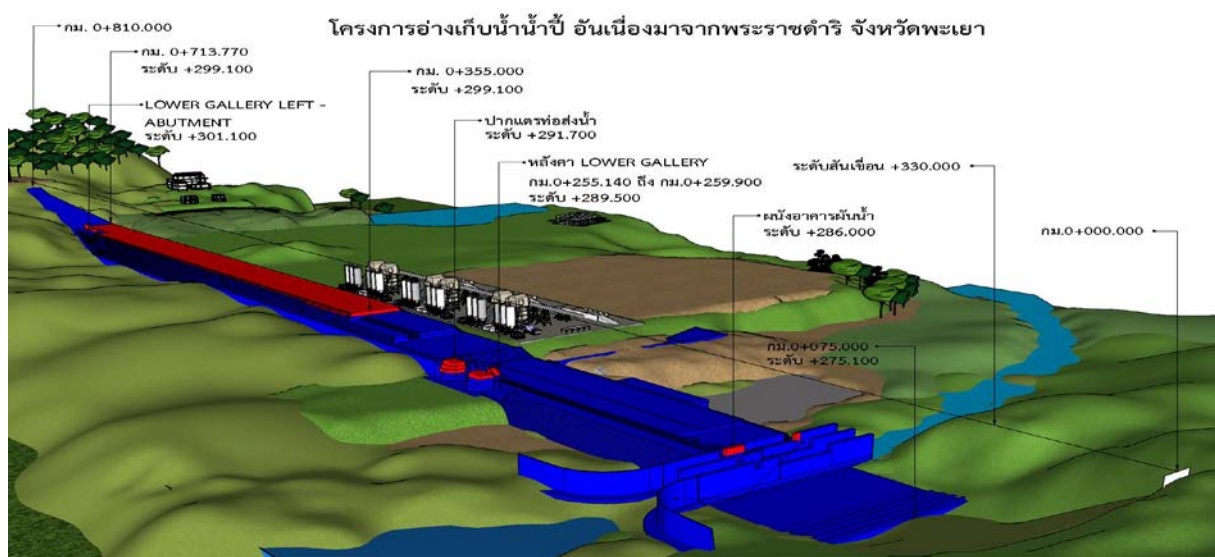 โครงการอ่างเก็บน้ำน้ำปี้ อันเนื่องมาจากพระราชดำริ จังหวัดพะเยา
กม. 0+810.000
กม. 0+713.770
ระดับ +299.100
LOWER GALLERY LEFT -
ABUTMENT
ระดับ +301.100
กม. 0+355.000
ระดับ +299.100
ปากแตรท่อส่งน้ำ
ระดับ +291.700
หลังคา LOWER GALLERY
กม.0+255.140 ถึง กม.0+259.900
ระดับ +289.500
ระดับสันเขื่อน +330.000
ผนังอาคารผันน้ำ
ระดับ +286.000
กม.0+000.000
กม.0+075.000
ระดับ +275.100